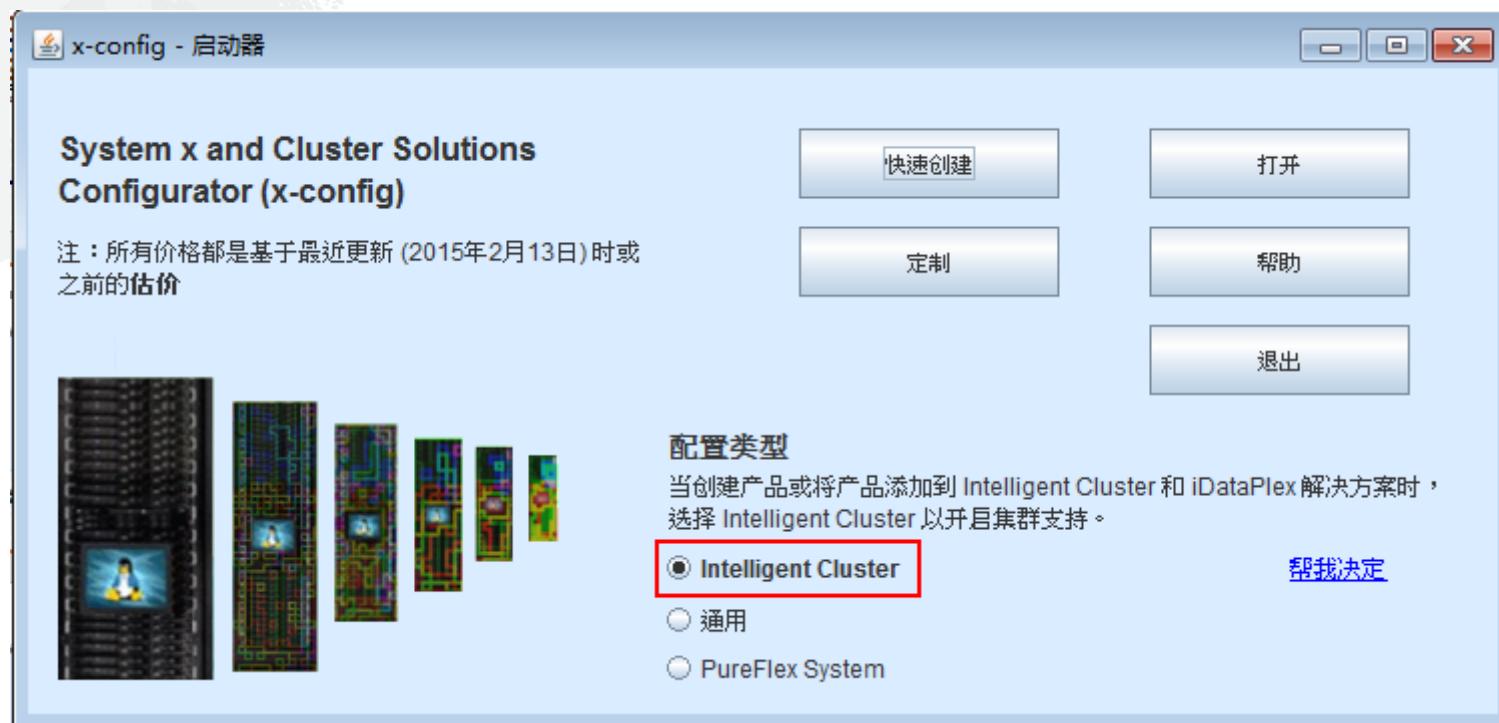 x-config - 启动器
System x and Cluster Solutions
Configurator (x-config)
注：所有价格都是基于最近更新 (2015年2月13日) 时或
之前的估价
快速创建
打开
定制
帮助
退出
配置类型
当创建产品或将产品添加到 Intelligent Cluster 和 iDataPlex 解决方案时，
选择 Intelligent Cluster 以开启集群支持。
Intelligent Cluster
帮我决定
通用
PureFlex System